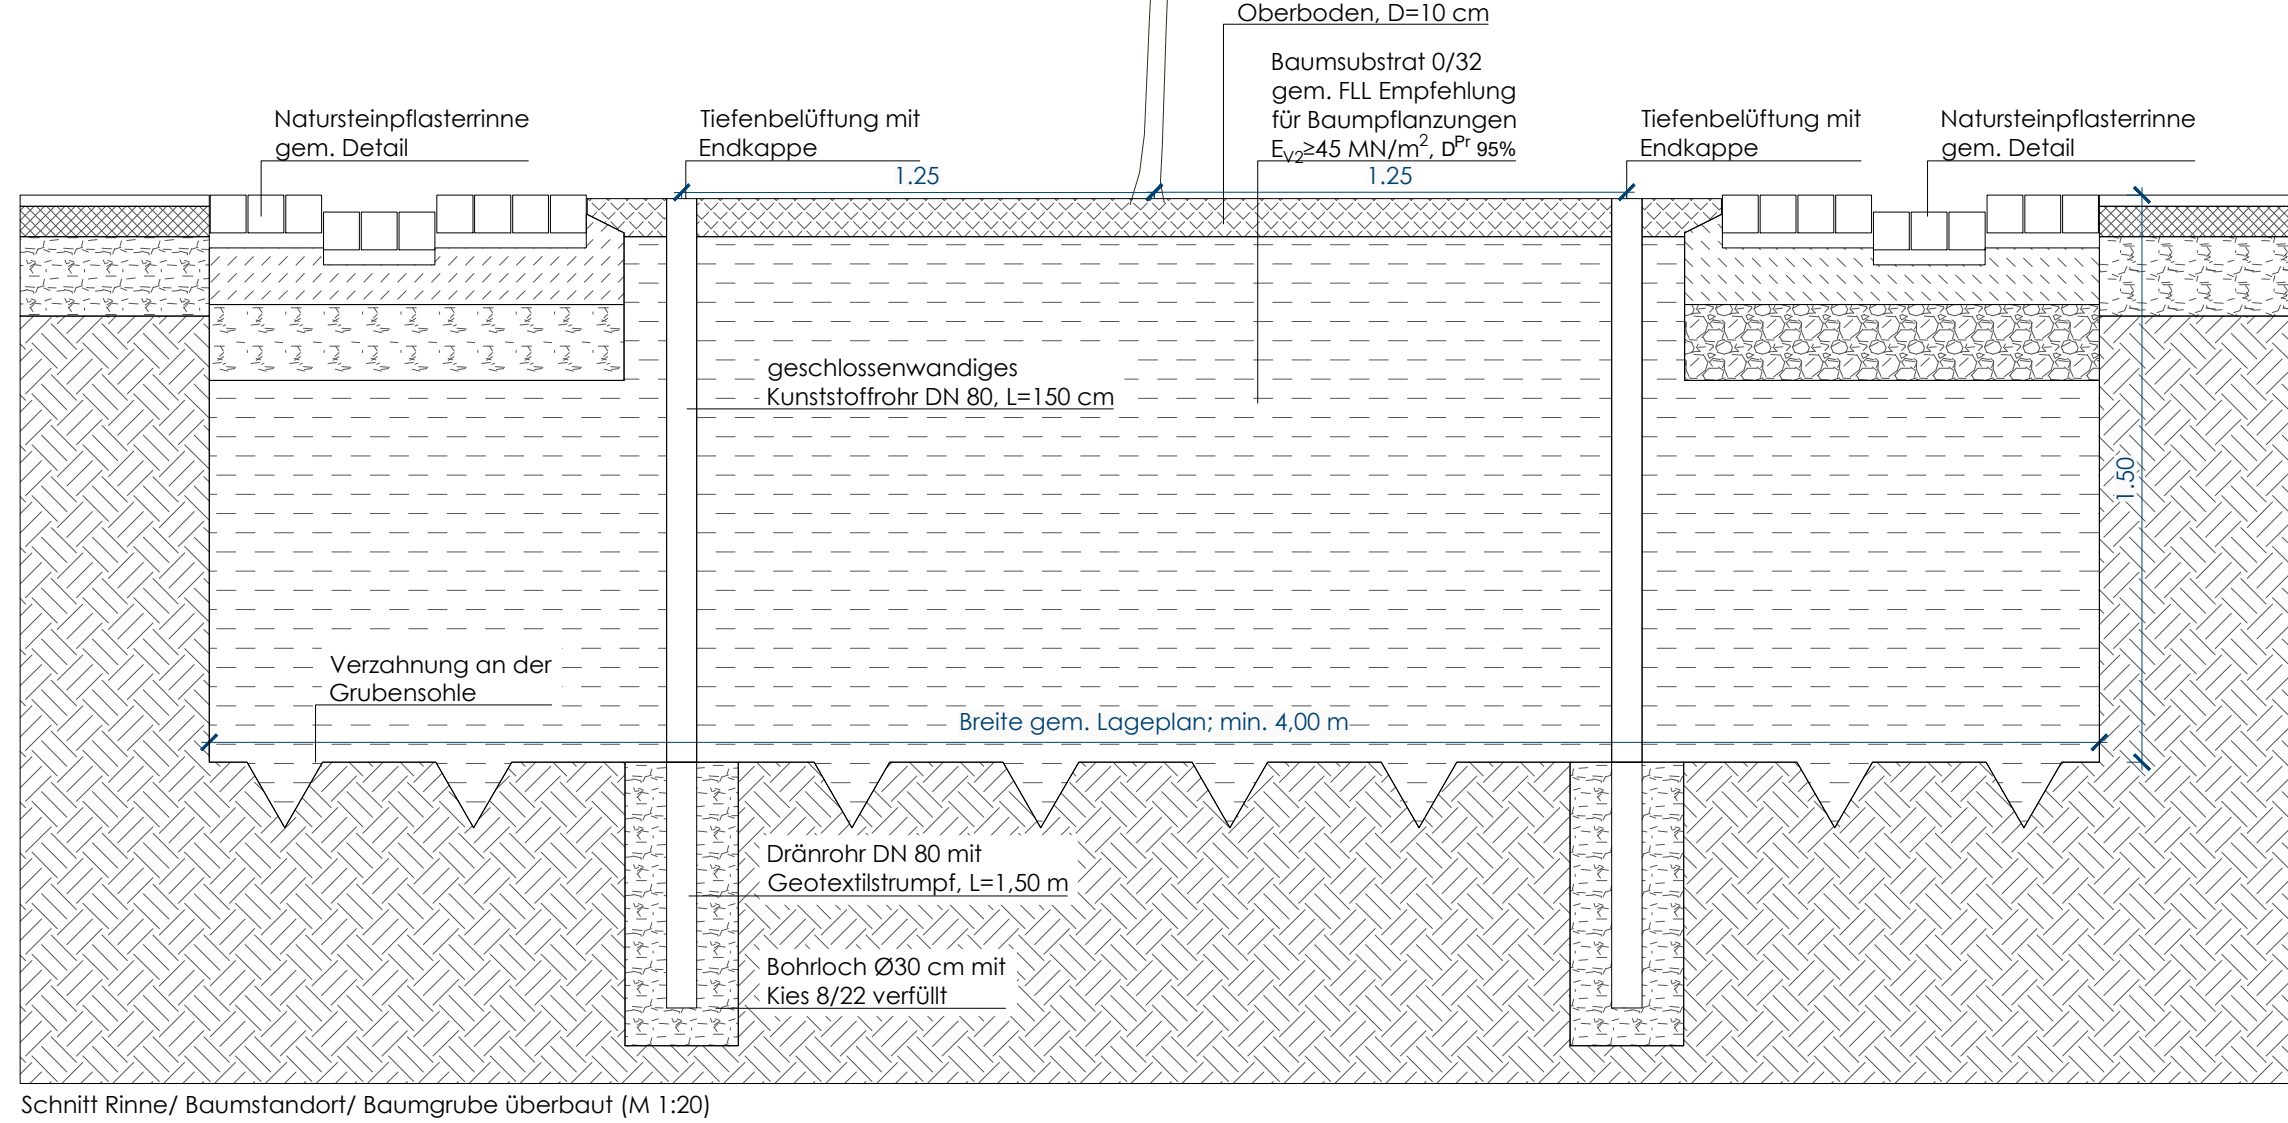 Oberboden, D=10 cm
Baumsubstrat 0/32
gem. FLL Empfehlung
für Baumpflanzungen
EV2≥45 MN/m², DPr 95%
Natursteinpflasterrinne
gem. Detail
Tiefenbelüftung mit
Endkappe
Tiefenbelüftung mit
Endkappe
Natursteinpflasterrinne
gem. Detail
1.25
1.25
geschlossenwandiges
Kunststoffrohr DN 80, L=150 cm
1.50
Verzahnung an der
Grubensohle
Breite gem. Lageplan; min. 4,00 m
Dränrohr DN 80 mit
Geotextilstrumpf, L=1,50 m
Bohrloch Ø30 cm mit
Kies 8/22 verfüllt
Schnitt Rinne/ Baumstandort/ Baumgrube überbaut (M 1:20)